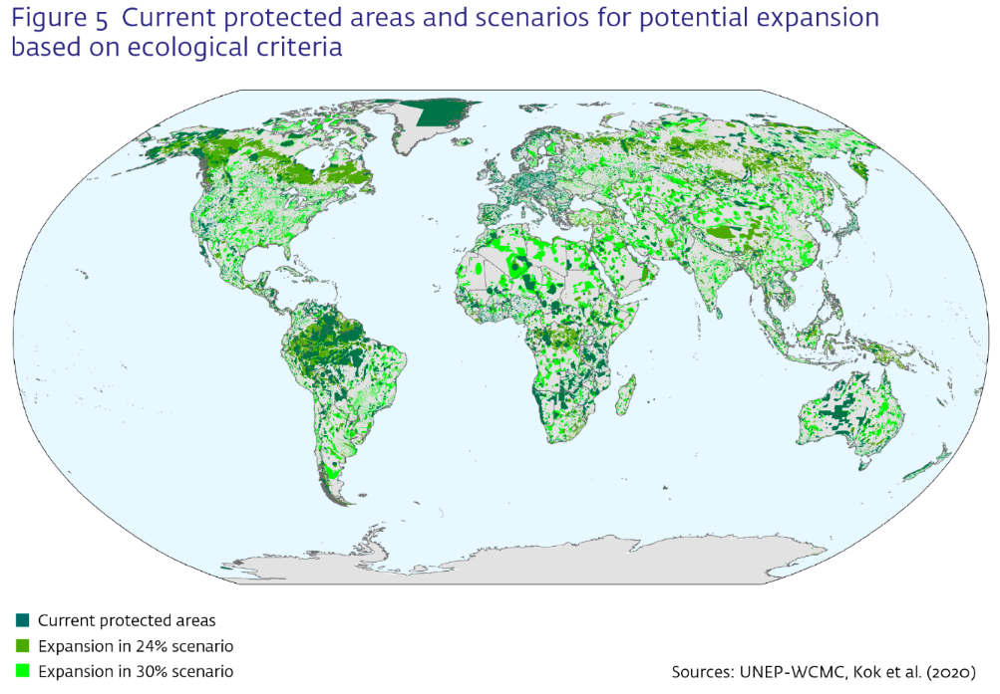 Figure 5 Current protected areas and scenarios for potential expansion
based on ecological criteria
Current protected areas
Expansion in 24% scenario
Expansion in 30% scenario
Sources: UNEP-WCMC, Kok et al. (2020)